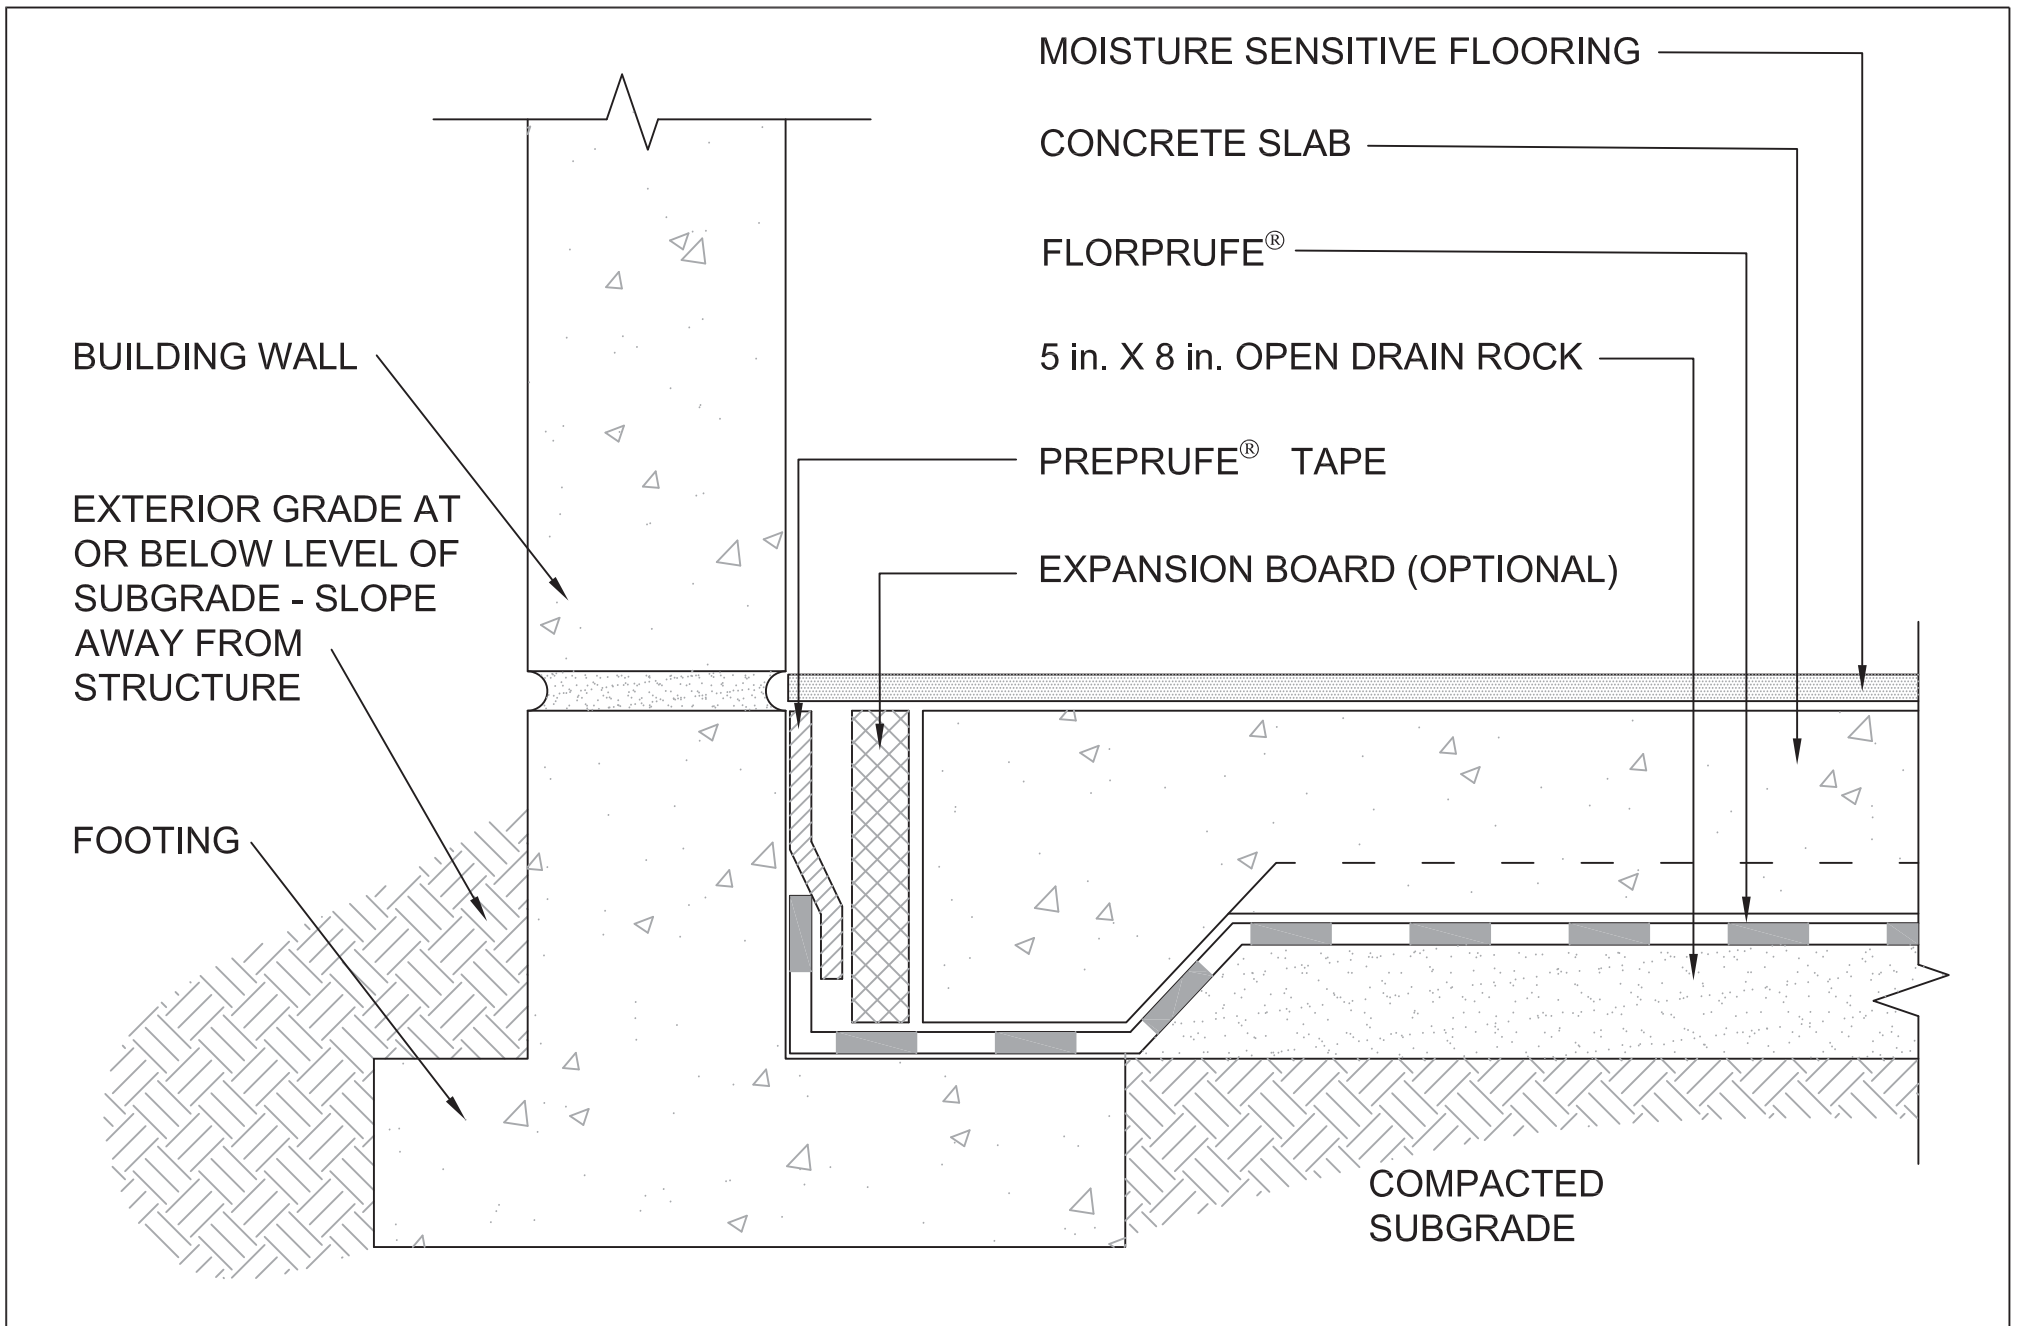 MOISTURE SENSITIVE FLOORING
CONCRETE SLAB
FLORPRUFE®
5 in. X 8 in. OPEN DRAIN ROCK
PREPRUFE® TAPE
EXPANSION BOARD (OPTIONAL)
BUILDING WALL
EXTERIOR GRADE AT
OR BELOW LEVEL OF
SUBGRADE - SLOPE
AWAY FROM
STRUCTURE
FOOTING
COMPACTED
SUBGRADE